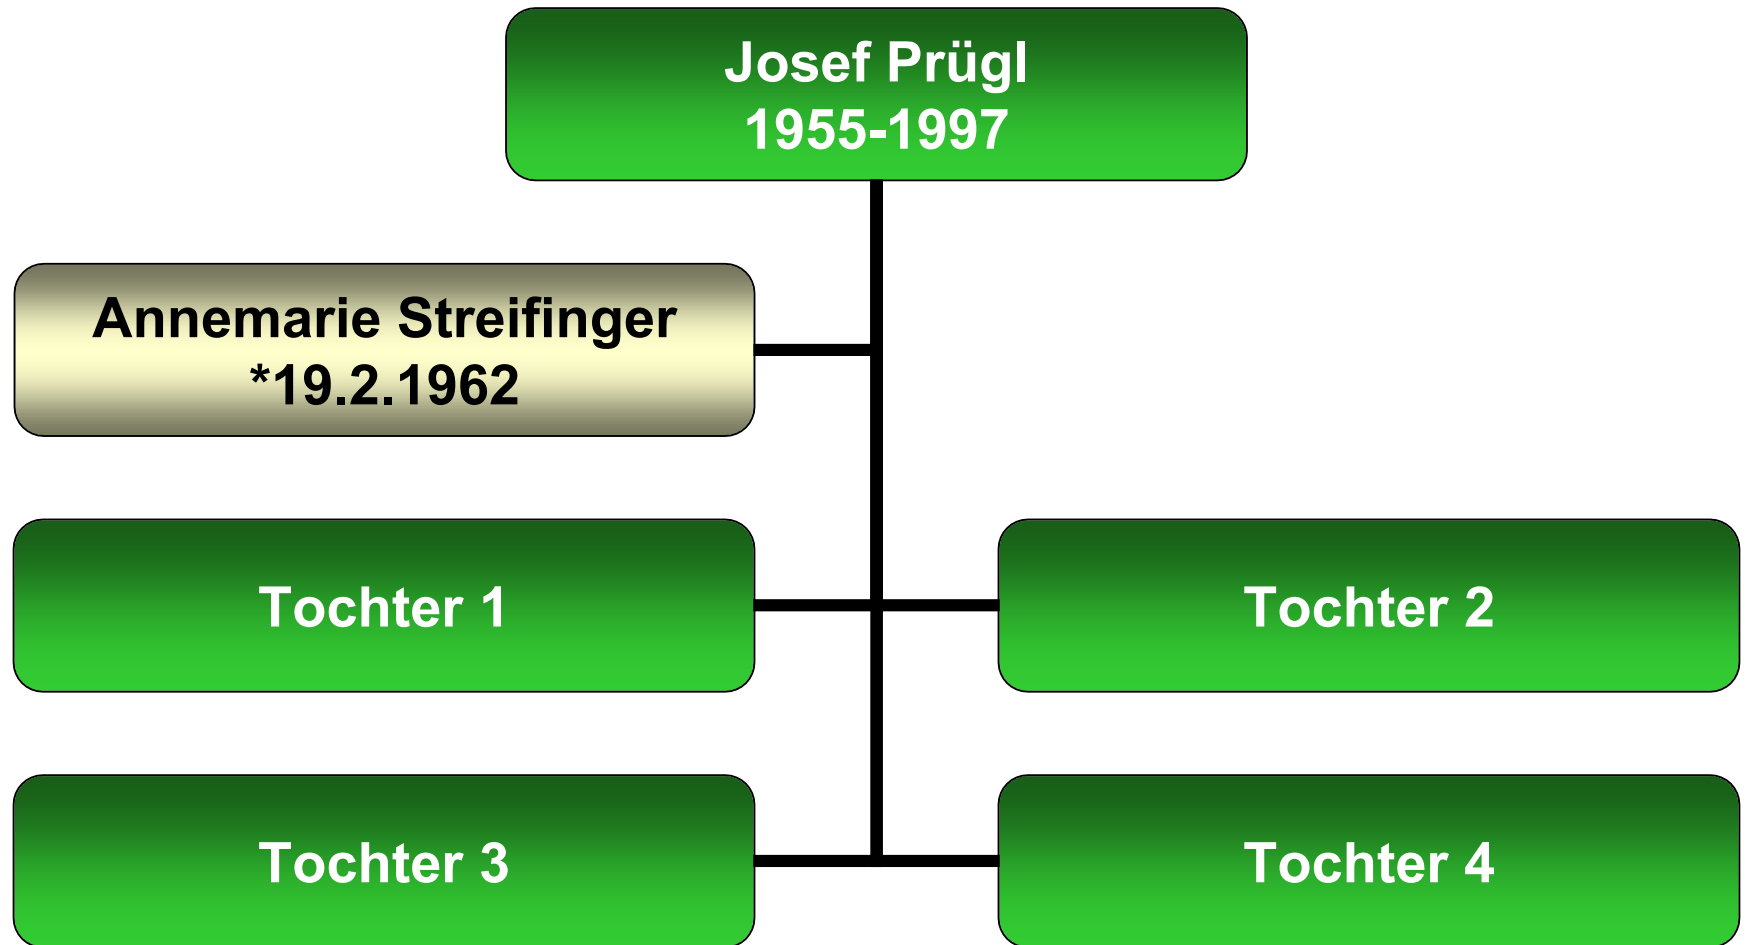 Josef Prügl
1955-1997
Annemarie Streifinger
*19.2.1962
Tochter 1
Tochter 2
Tochter 3
Tochter 4